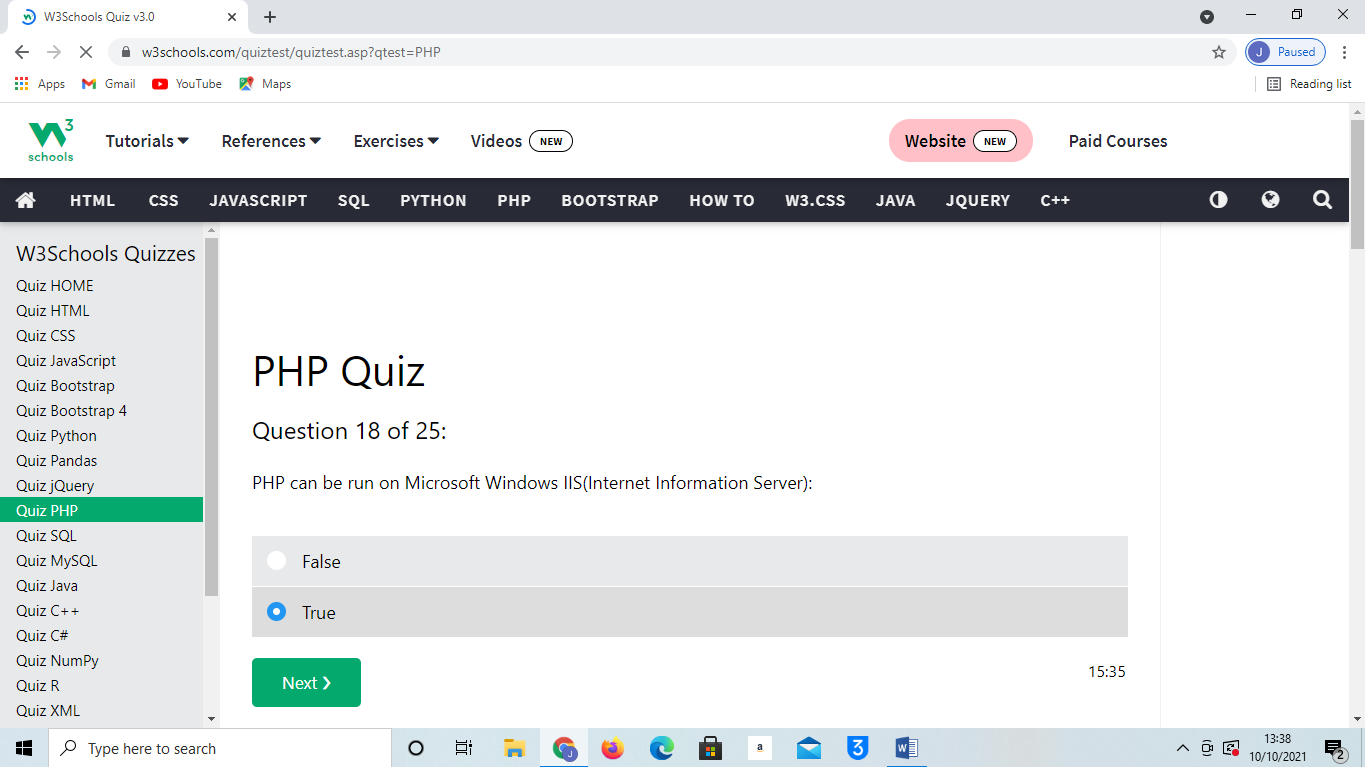 W3Schools Quiz v3.0
w3schools.com/quiztest/quiztest.asp?qtest=PHP
J Paused
Apps Gmail YouTube Maps Reading list
W3 schools
Tutorials References Exercises Videos NEW Website NEW Paid Courses
HTML CSS JAVASCRIPT SQL PYTHON PHP BOOTSTRAP HOW TO W3.CSS JAVA JQUERY C++
W3Schools Quizzes
Quiz HOME
Quiz HTML
Quiz CSS
Quiz JavaScript
Quiz Bootstrap
Quiz Bootstrap 4
Quiz Python
Quiz Pandas
Quiz jQuery
Quiz PHP
Quiz SQL
Quiz MySQL
Quiz Java
Quiz C++
Quiz C#
Quiz NumPy
Quiz R
Quiz XML
PHP Quiz
Question 18 of 25:
PHP can be run on Microsoft Windows IIS(Internet Information Server):
False
True
Next ❯ 15:35
Type here to search
J
a
3
W
13:38
10/10/2021
2